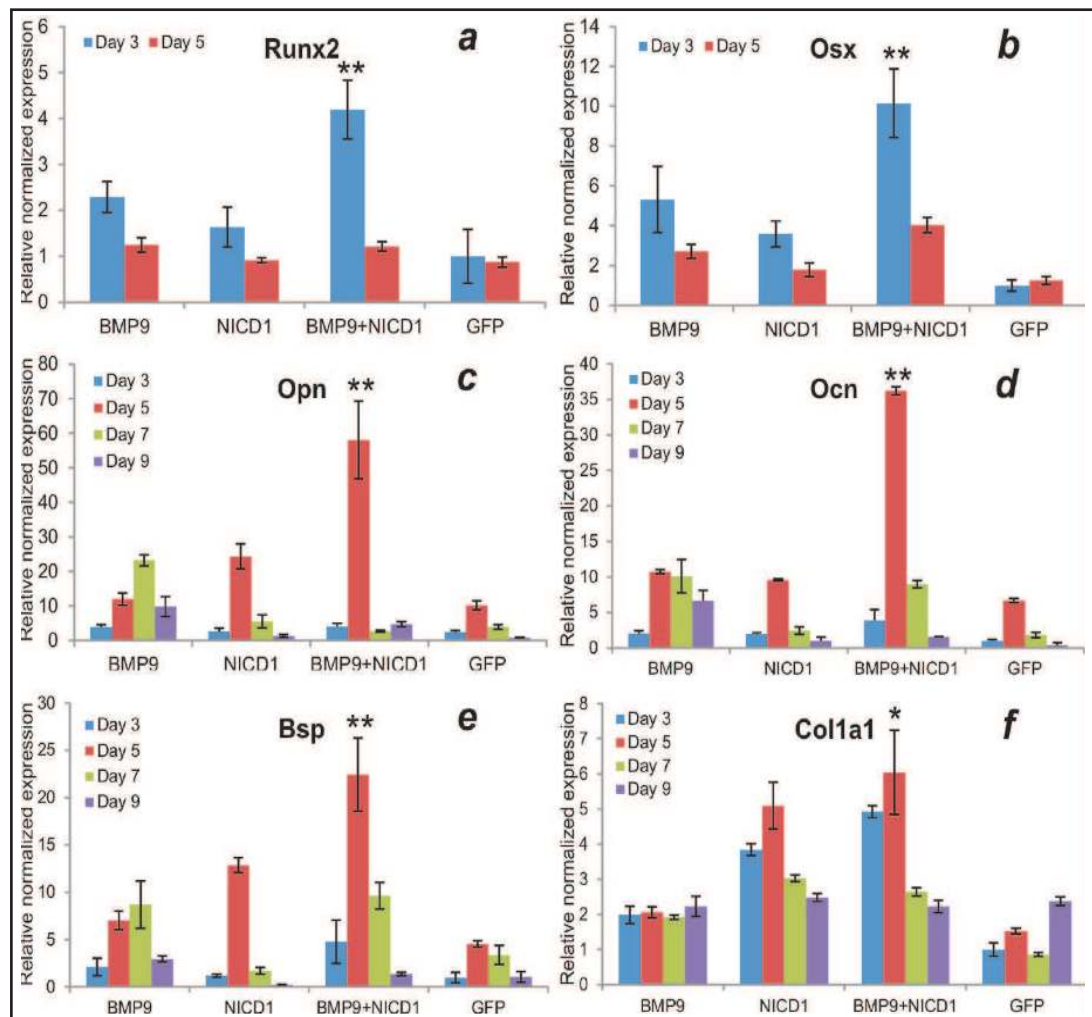 Relative normalized expression
6
5
4
3
2
1
0
Day 3 Day 5
Runx2
a
**
BMP9 NICD1 BMP9+NICD1 GFP
Relative normalized expression
14
12
10
8
6
4
2
0
Day 3 Day 5
Osx
b
**
BMP9 NICD1 BMP9+NICD1 GFP
Relative normalized expression
80
70
60
50
40
30
20
10
0
Day 3
Day 5
Day 7
Day 9
Opn
c
**
BMP9 NICD1 BMP9+NICD1 GFP
Relative normalized expression
40
35
30
25
20
15
10
5
0
Day 3
Day 5
Day 7
Day 9
Ocn
d
**
BMP9 NICD1 BMP9+NICD1 GFP
Relative normalized expression
30
25
20
15
10
5
0
Day 3
Day 5
Day 7
Day 9
Bsp
e
**
BMP9 NICD1 BMP9+NICD1 GFP
Relative normalized expression
8
7
6
5
4
3
2
1
0
Day 3
Day 5
Day 7
Day 9
Col1a1
f
*
BMP9 NICD1 BMP9+NICD1 GFP